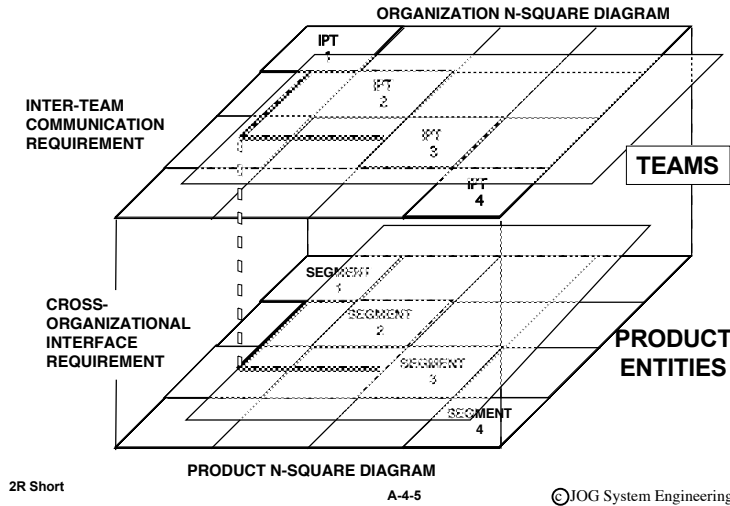 ORGANIZATION N-SQUARE DIAGRAM
IPT
1
IPT
2
INTER-TEAM
COMMUNICATION
REQUIREMENT
IPT
3
TEAMS
IPT
4
SEGMENT
1
CROSS-
ORGANIZATIONAL
INTERFACE
REQUIREMENT
SEGMENT
2
PRODUCT
ENTITIES
SEGMENT
3
SEGMENT
4
PRODUCT N-SQUARE DIAGRAM
2R Short
A-4-5
©JOG System Engineering